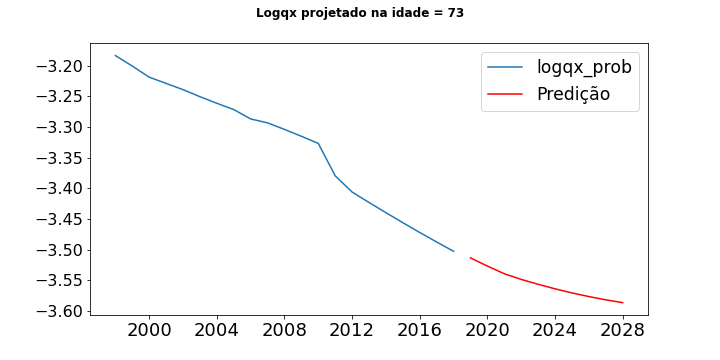 Logqx projetado na idade = 73
logqx_prob
Predição
−3.20
−3.25
−3.30
−3.35
−3.40
−3.45
−3.50
−3.55
−3.60
2000 2004 2008 2012 2016 2020 2024 2028